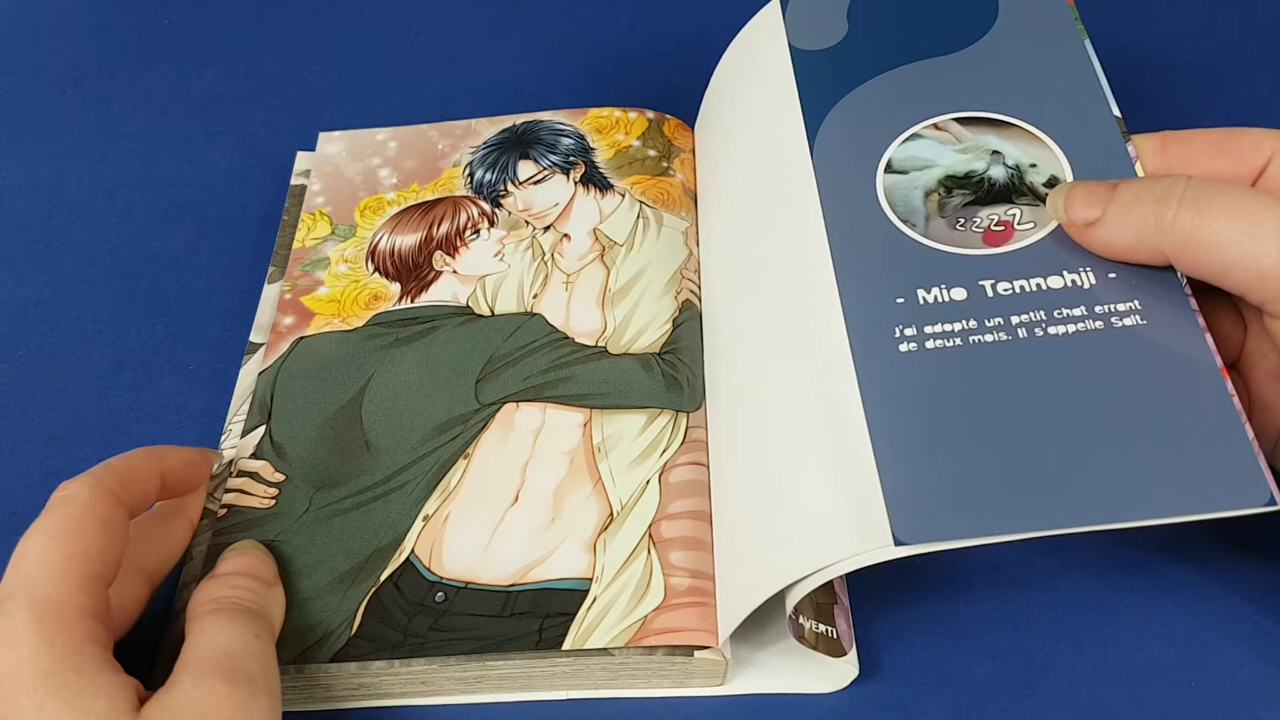 zzzz
- Mio Tennohji -
J'ai adopté un petit chat errant
de deux mois. Il s'appelle Salt.
AVERTI